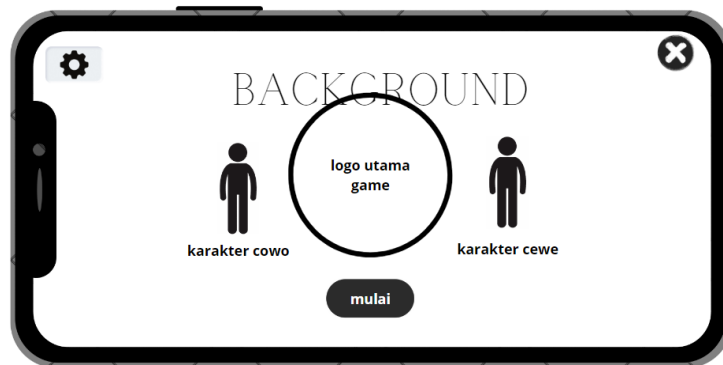 BACKGROUND
logo utama
game
karakter cowo
karakter cewe
mulai